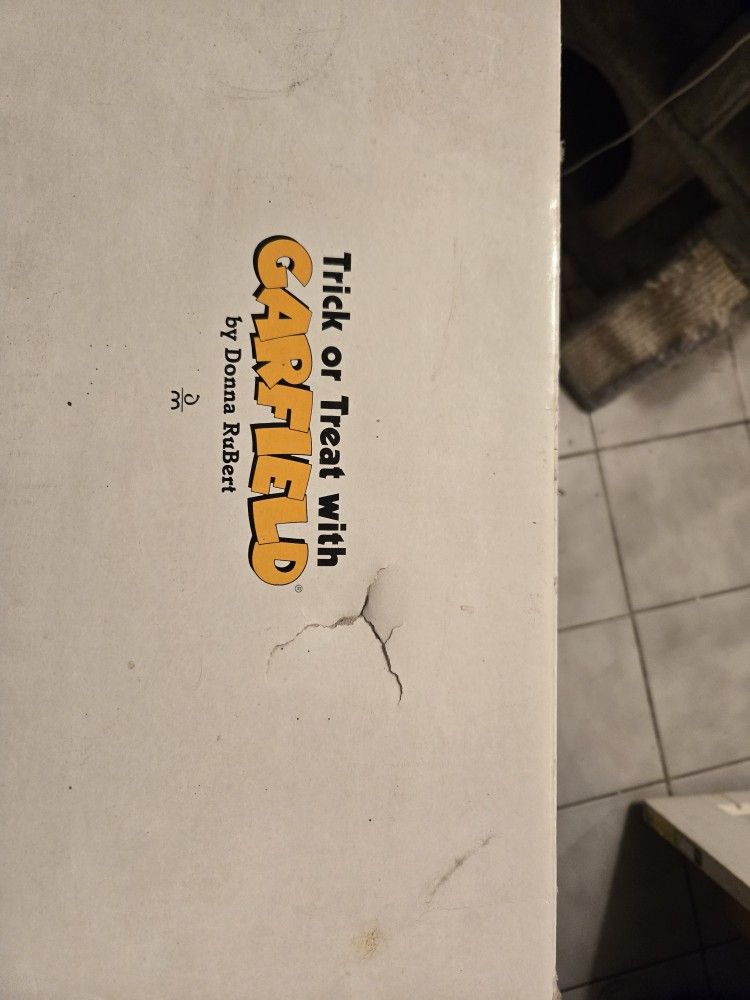 Trick or Treat with
GARFIELD®
by Donna RuBert